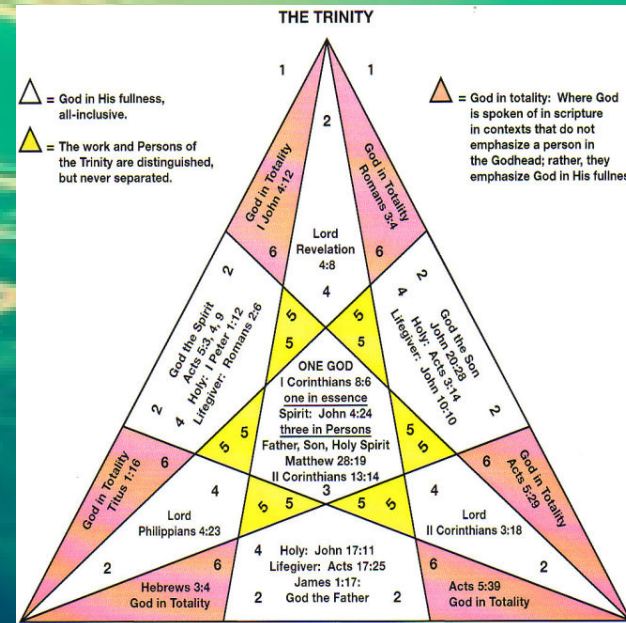 THE TRINITY
1
1
= God in His fullness,
all-inclusive.
= The work and Persons of
the Trinity are distinguished,
but never separated.
= God in totality: Where God
is spoken of in scripture
in contexts that do not
emphasize a person in
the Godhead; rather, they
emphasize God in His fullnes
2
God in Totality
I John 4:12
6
God in Totality
Romans 3:4
6
Lord
Revelation
4:8
4
2
God the Spirit
Acts 5:3, 4, 9
Holy: I Peter 1:12
Lifegiver: Romans 2:6
2
4
2
4
God the Son
John 20:28
Holy: Acts 3:14
Lifegiver: John 10:10
2
5
5
5
5
ONE GOD
I Corinthians 8:6
one in essence
Spirit: John 4:24
three in Persons
Father, Son, Holy Spirit
Matthew 28:19
II Corinthians 13:14
3
5
5
5
5
God in Totality
Titus 1:16
6
6
God in Totality
Acts 5:29
4
Lord
Philippians 4:23
2
5
5
5
5
4
Lord
II Corinthians 3:18
2
Hebrews 3:4
God in Totality
6
4
Holy: John 17:11
Lifegiver: Acts 17:25
James 1:17:
God the Father
2
2
6
Acts 5:39
God in Totality